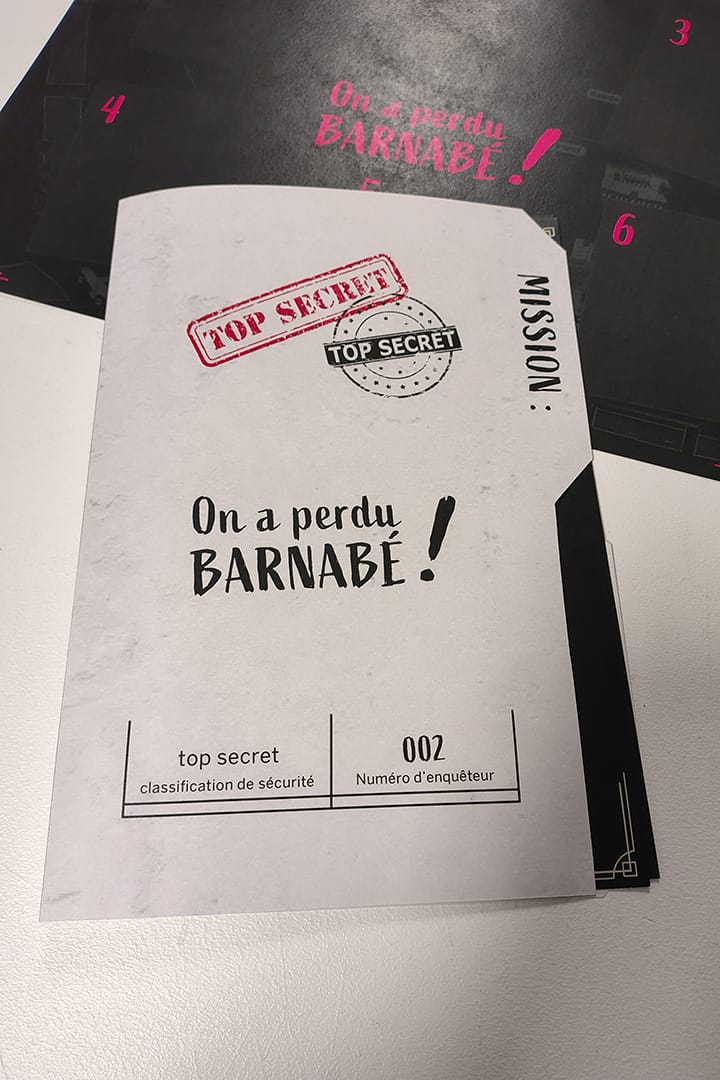 3
4
On a perdu
BARNABÉ !
5
6
TOP SECRET
TOP SECRET
MISSION :
On a perdu
BARNABÉ !
top secret
classification de sécurité
002
Numéro d'enquêteur